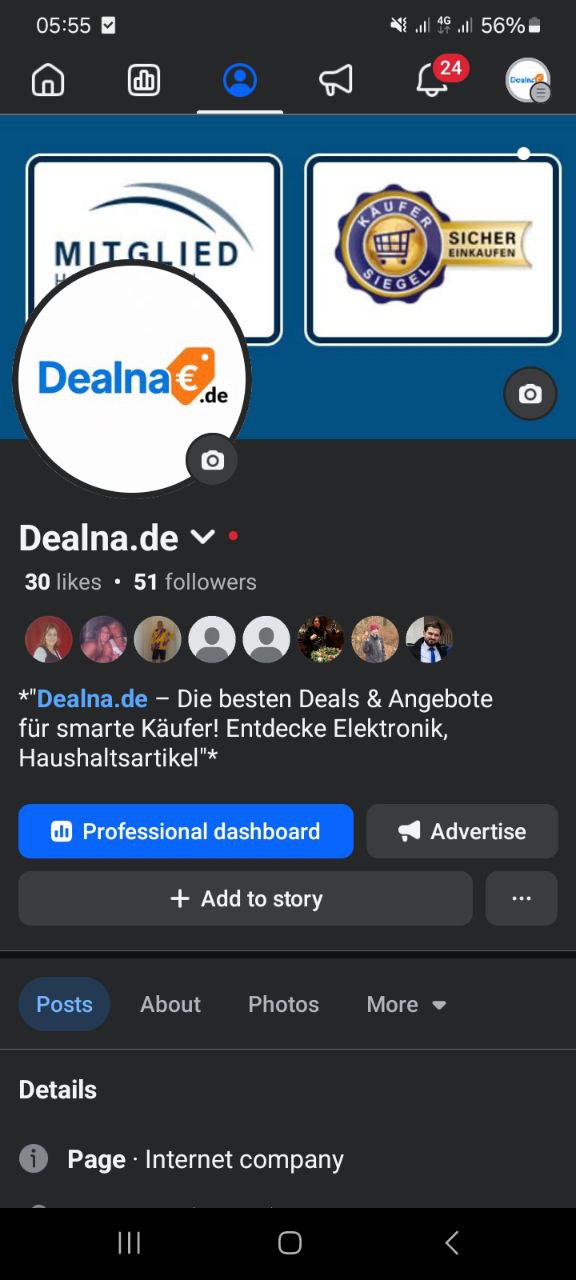 05:55
4G
56%
24
Dealna
MITGLIED
KÄUFER
SIEGEL
SICHER
EINKAUFEN
Dealna€
.de
Dealna.de
30 likes • 51 followers
*"Dealna.de – Die besten Deals & Angebote
für smarte Käufer! Entdecke Elektronik,
Haushaltsartikel"*
Professional dashboard
Advertise
+ Add to story
Posts
About
Photos
More
Details
Page · Internet company